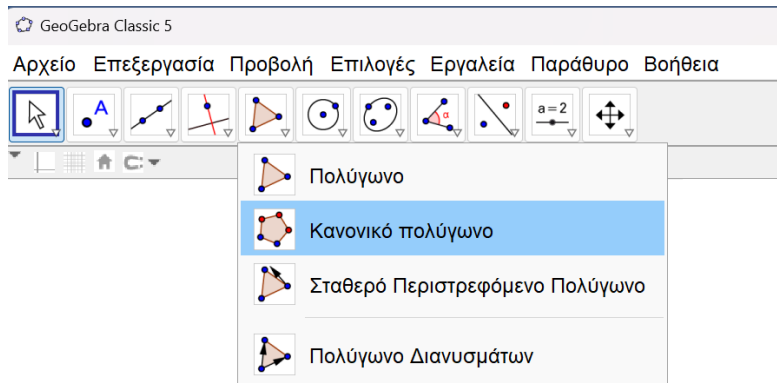 GeoGebra Classic 5
Αρχείο Επεξεργασία Προβολή Επιλογές Εργαλεία Παράθυρο Βοήθεια
A α a=2
Πολύγωνο
Κανονικό πολύγωνο
Σταθερό Περιστρεφόμενο Πολύγωνο
Πολύγωνο Διανυσμάτων